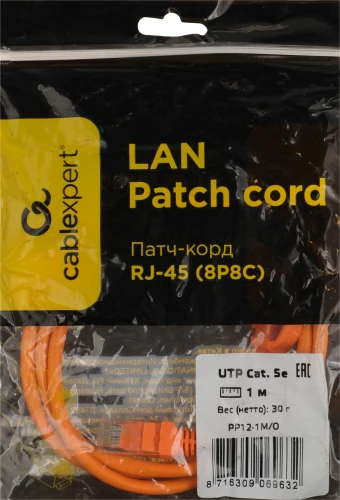 cablexpert®
LAN
Patch cord
Патч-корд
RJ-45 (8P8C)
UTP Cat. 5e EAC
1 м
Вес (нетто): 30 г
PP12-1M/O
8 716309 069632